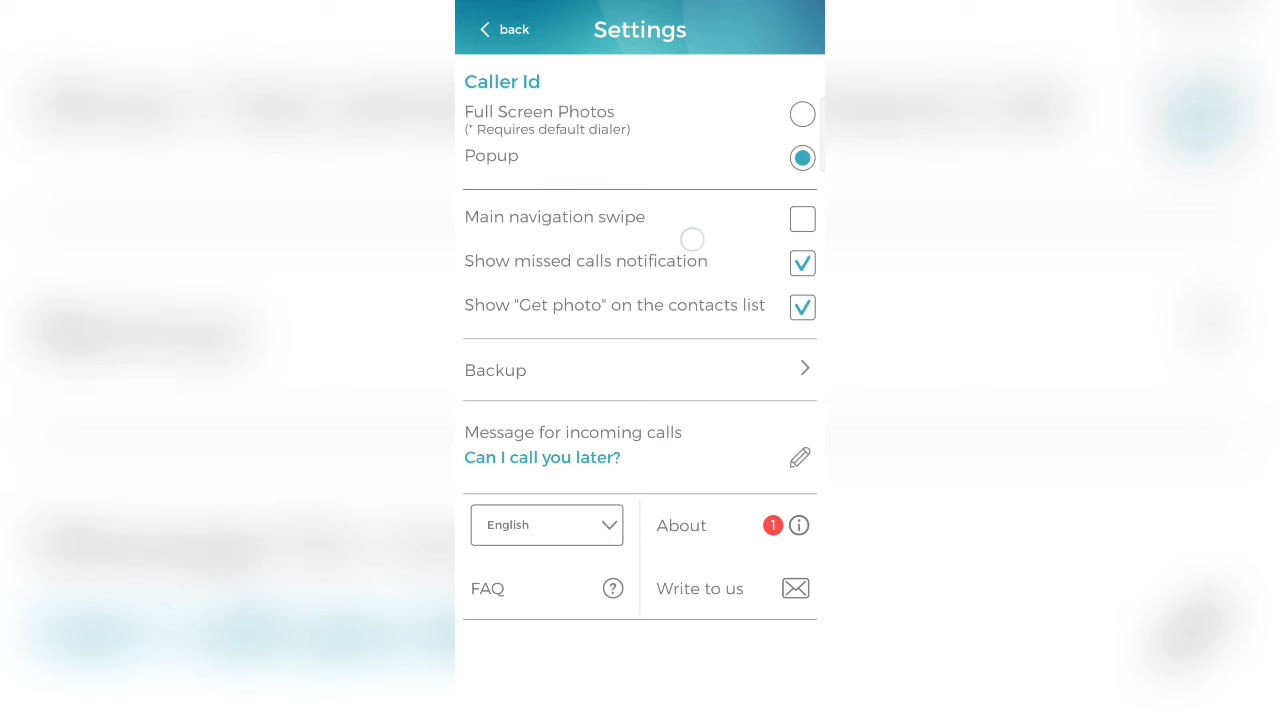 back
Settings
Caller Id
Full Screen Photos
(* Requires default dialer)
Popup
Main navigation swipe
Show missed calls notification
Show "Get photo" on the contacts list
Backup
Message for incoming calls
Can I call you later?
English
About
1
FAQ
Write to us